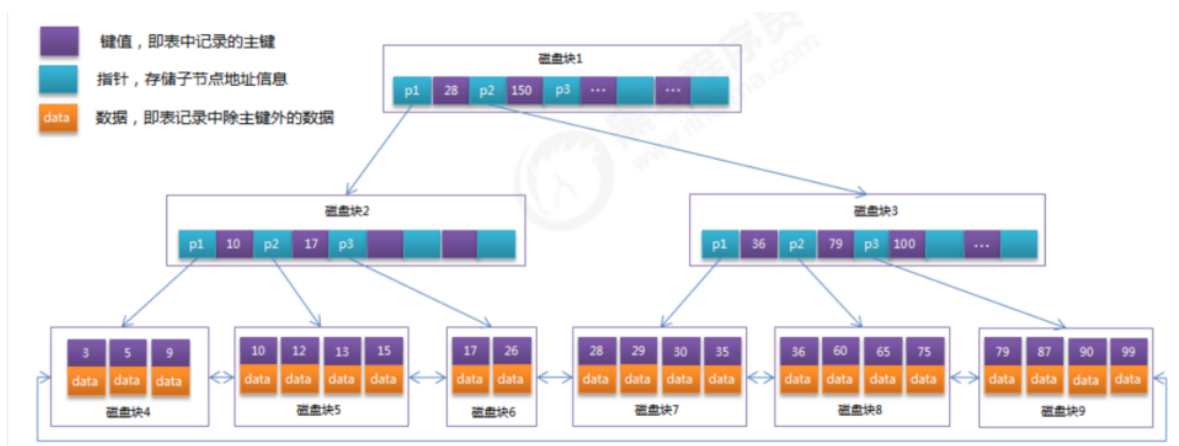 键值，即表中记录的主键
指针，存储子节点地址信息
data 数据，即表记录中除主键外的数据
磁盘块1
p1 28 p2 150 p3 ... ...
磁盘块2
p1 10 p2 17 p3
磁盘块3
p1 36 p2 79 p3 100 ...
3 5 9
data data data
磁盘块4
10 12 13 15
data data data data
磁盘块5
17 26
data data
磁盘块6
28 29 30 35
data data data data
磁盘块7
36 60 65 75
data data data data
磁盘块8
79 87 90 99
data data data data
磁盘块9